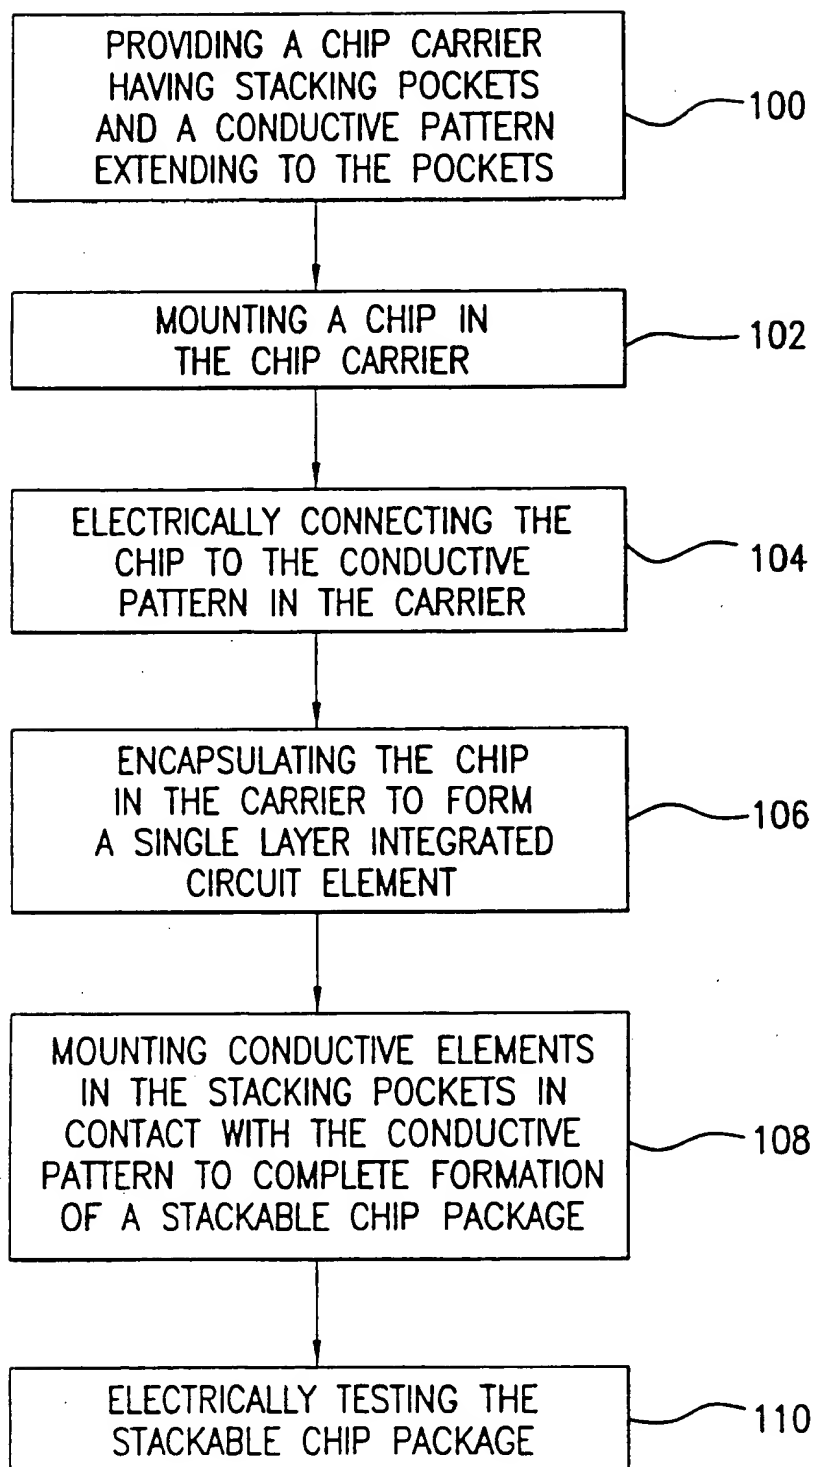 PROVIDING A CHIP CARRIER
HAVING STACKING POCKETS
AND A CONDUCTIVE PATTERN
EXTENDING TO THE POCKETS
100
MOUNTING A CHIP IN
THE CHIP CARRIER
102
ELECTRICALLY CONNECTING THE
CHIP TO THE CONDUCTIVE
PATTERN IN THE CARRIER
104
ENCAPSULATING THE CHIP
IN THE CARRIER TO FORM
A SINGLE LAYER INTEGRATED
CIRCUIT ELEMENT
106
MOUNTING CONDUCTIVE ELEMENTS
IN THE STACKING POCKETS IN
CONTACT WITH THE CONDUCTIVE
PATTERN TO COMPLETE FORMATION
OF A STACKABLE CHIP PACKAGE
108
ELECTRICALLY TESTING THE
STACKABLE CHIP PACKAGE
110